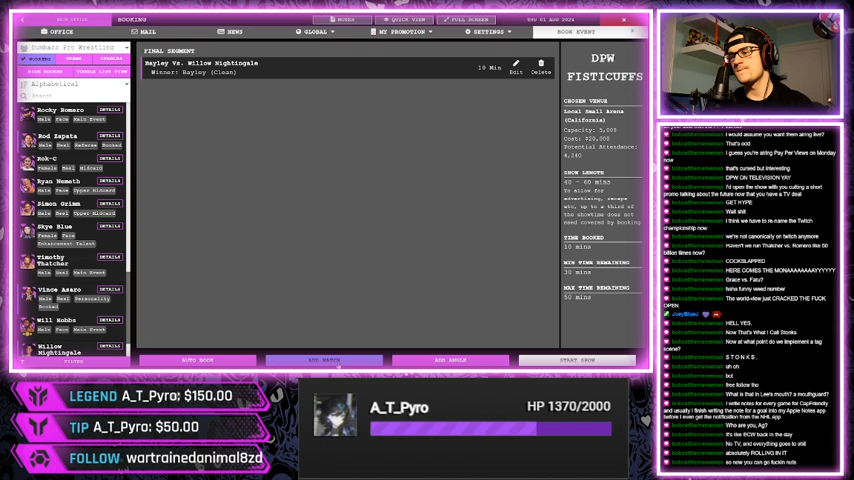 MAIN OFFICE
BOOKING
NOTES
QUICK VIEW
FULL SCREEN
THU 01 AUG 2024
OFFICE
MAIL
NEWS
GLOBAL
MY PROMOTION
SETTINGS
BOOK EVENT
Dumbarz Pro Wrestling
WORKERS
TEAMS
STABLES
HIDE BOOKED
TOGGLE LIST VIEW
Alphabetical
Search
Rocky Romero
DETAILS
Male Face Main Event
Rod Zapata
DETAILS
Male Heel Referee Booked
Rok-C
DETAILS
Female Heel Midcard
Ryan Nemeth
DETAILS
Male Face Upper Midcard
Simon Grimm
DETAILS
Male Heel Upper Midcard
Skye Blue
DETAILS
Female Face
Enhancement Talent
Timothy
Thatcher
DETAILS
Male Heel Main Event
Vince Asaro
DETAILS
Male Heel Personality
Booked
Will Hobbs
DETAILS
Male Face Main Event
Willow
Nightingale
DETAILS
FILTER
FINAL SEGMENT
Bayley Vs. Willow Nightingale
Winner: Bayley (Clean)
10 Min
Edit
Delete
AUTO BOOK
ADD MATCH
ADD ANGLE
START SHOW
DPW
FISTICUFFS
CHOSEN VENUE
Local Small Arena
(California)
Capacity: 5,000
Cost: $20,000
Potential Attendance:
4,240
SHOW LENGTH
40 - 60 mins
To allow for
advertising, recaps
etc, up to a third of
the showtime does not
need covered by booking
TIME BOOKED
10 mins
MIN TIME REMAINING
30 mins
MAX TIME REMAINING
50 mins
I would assume you want them airing live?
That's odd
I guess you're airing Pay Per Views on Monday
now
that's cursed but interesting
DPW ON TELEVISION YAY
I'd open the show with you cutting a short
promo talking about the future now that you have a TV
deal
GET HYPE
Wait shit
I think we have to re-name the Twitch
championship now
we're not canonically on twitch anymore
Haven't we run Thatcher vs. Romero like 60
billion times now?
COCKSLAPPED
HERE COMES THE MONAAAAAAAYYYYYY
Grace vs. Fatu?
haha funny weed number
The world-view just CRACKED THE FUCK
OPEN
JoeyBlueJ
HELL YES.
Now That's What I Call Stonks
Now at what point do we implement a tag
scene?
S T O N K S .
uh oh
bot
free follow tho
What is that in Lee's mouth? a mouthguard?
I write notes for every game for CapFriendly
and usually I finish writing the note for a goal into my
Apple Notes app
before I even get the notification from the NHL app
Who are you, Ag?
It's like ECW back in the day
No TV, and everything goes to shit
absolutely ROLLING IN IT
so now you can go fuckin nuts
LEGEND A_T_Pyro: $150.00
TIP A_T_Pyro: $50.00
FOLLOW wartrainedanimal8zd
A_T_Pyro
HP 1370/2000